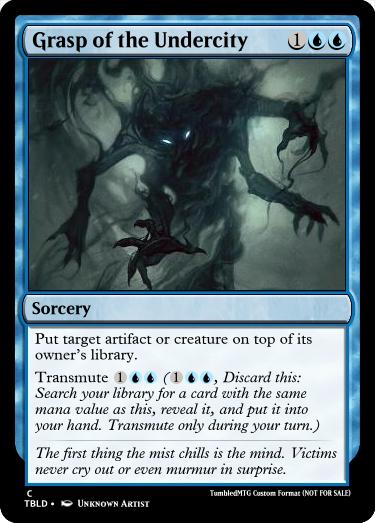 Grasp of the Undercity 1
Sorcery
Put target artifact or creature on top of its
owner's library.
Transmute 1 (1, Discard this:
Search your library for a card with the same
mana value as this, reveal it, and put it into
your hand. Transmute only during your turn.)
The first thing the mist chills is the mind. Victims
never cry out or even murmur in surprise.
C
TBLD • Unknown Artist
TumbledMTG Custom Format (NOT FOR SALE)